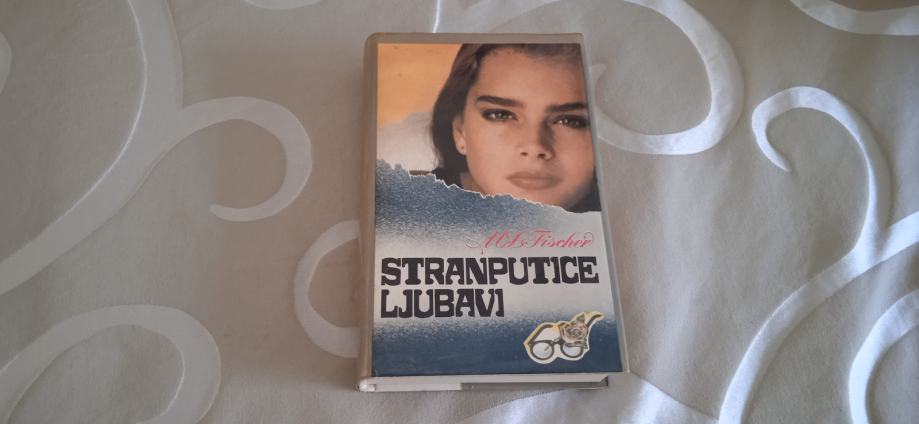 M. L. Fischer
STRANPUTICE
LJUBAVI